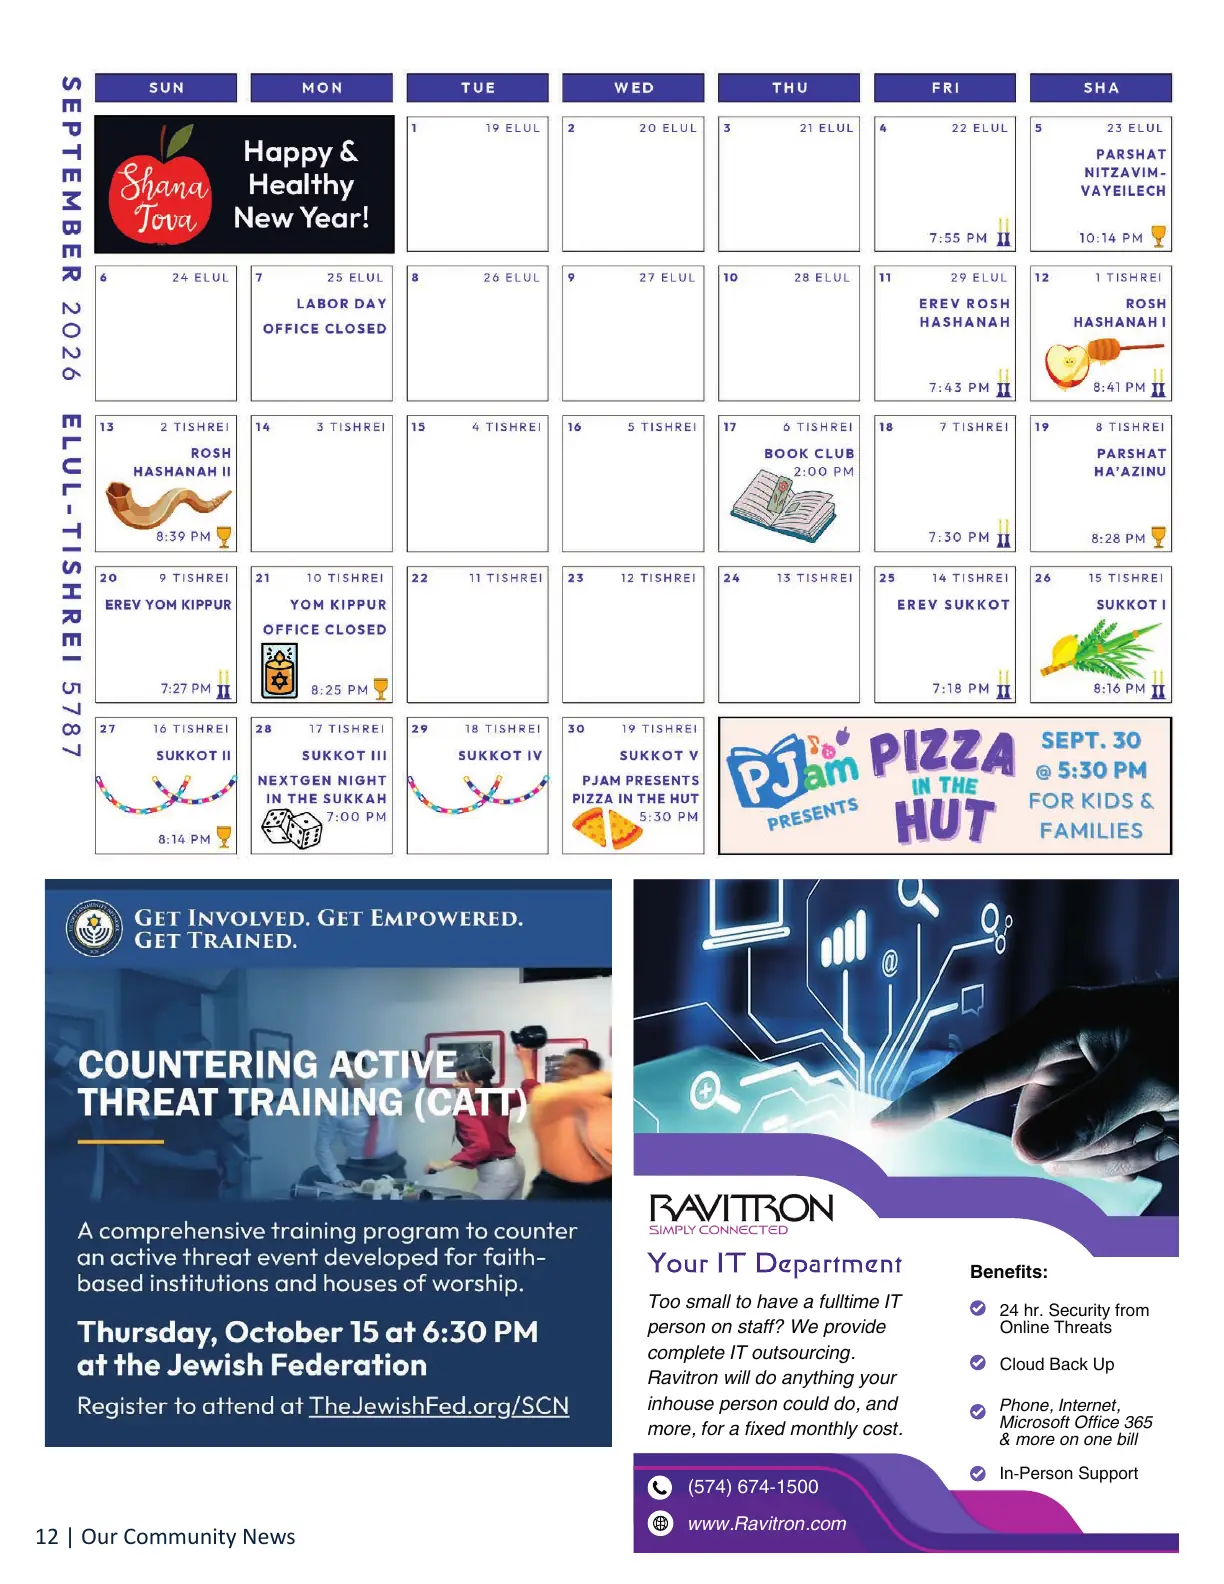 SEPTEMBER 2026 ELUL-TISHREI 5787
SUN MON TUE WED THU FRI SHA
Shana
Tova
Happy &
Healthy
New Year!
1 19 ELUL
2 20 ELUL
3 21 ELUL
4 22 ELUL
7:55 PM
5 23 ELUL
PARSHAT
NITZAVIM-
VAYEILECH
10:14 PM
6 24 ELUL
7 25 ELUL
LABOR DAY
OFFICE CLOSED
8 26 ELUL
9 27 ELUL
10 28 ELUL
11 29 ELUL
EREV ROSH
HASHANAH
7:43 PM
12 1 TISHREI
ROSH
HASHANAH I
8:41 PM
13 2 TISHREI
ROSH
HASHANAH II
8:39 PM
14 3 TISHREI
15 4 TISHREI
16 5 TISHREI
17 6 TISHREI
BOOK CLUB
2:00 PM
18 7 TISHREI
7:30 PM
19 8 TISHREI
PARSHAT
HA'AZINU
8:28 PM
20 9 TISHREI
EREV YOM KIPPUR
7:27 PM
21 10 TISHREI
YOM KIPPUR
OFFICE CLOSED
8:25 PM
22 11 TISHREI
23 12 TISHREI
24 13 TISHREI
25 14 TISHREI
EREV SUKKOT
7:18 PM
26 15 TISHREI
SUKKOT I
8:16 PM
27 16 TISHREI
SUKKOT II
8:14 PM
28 17 TISHREI
SUKKOT III
NEXTGEN NIGHT
IN THE SUKKAH
7:00 PM
29 18 TISHREI
SUKKOT IV
30 19 TISHREI
SUKKOT V
PJAM PRESENTS
PIZZA IN THE HUT
5:30 PM
PJam
PRESENTS
PIZZA
IN THE
HUT
SEPT. 30
@ 5:30 PM
FOR KIDS &
FAMILIES
GET INVOLVED. GET EMPOWERED.
GET TRAINED.
COUNTERING ACTIVE
THREAT TRAINING (CATT)
A comprehensive training program to counter
an active threat event developed for faith-
based institutions and houses of worship.
Thursday, October 15 at 6:30 PM
at the Jewish Federation
Register to attend at TheJewishFed.org/SCN
@
RAVITRON
SIMPLY CONNECTED
Your IT Department
Too small to have a fulltime IT
person on staff? We provide
complete IT outsourcing.
Ravitron will do anything your
inhouse person could do, and
more, for a fixed monthly cost.
Benefits:
24 hr. Security from
Online Threats
Cloud Back Up
Phone, Internet,
Microsoft Office 365
& more on one bill
In-Person Support
(574) 674-1500
www.Ravitron.com
12 | Our Community News